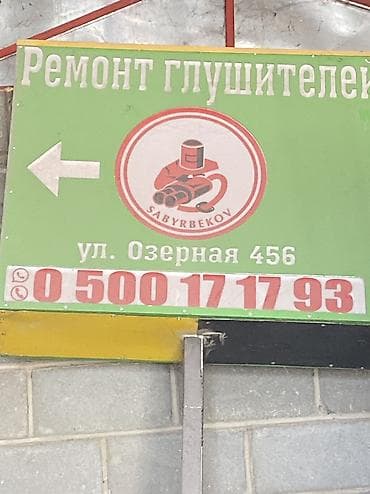 Ремонт глушителей
SABYRBEKOV
ул. Озерная 456
0 500 17 17 93